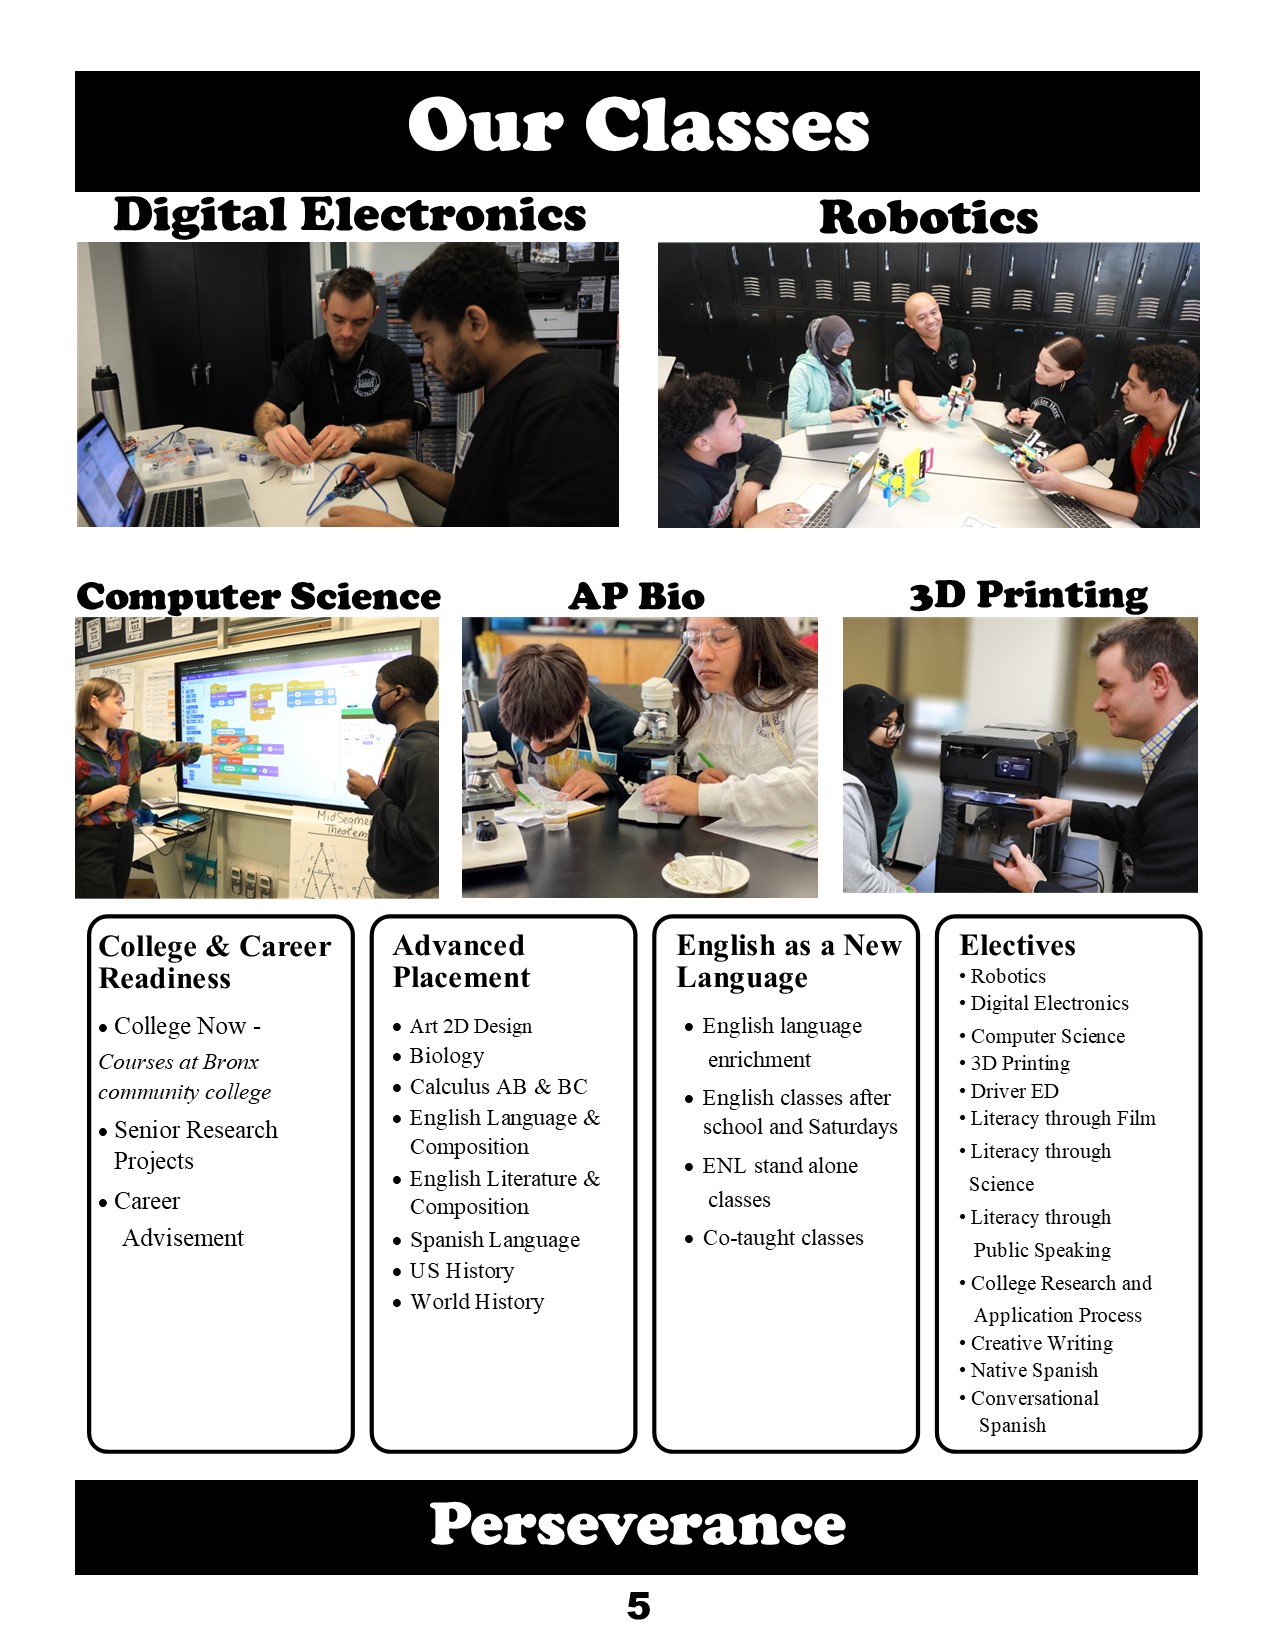 Our Classes
Digital Electronics
Robotics
Computer Science
AP Bio
3D Printing
MidSegment
Theorem
College & Career
Readiness
• College Now -
Courses at Bronx
community college
• Senior Research
Projects
• Career
Advisement
Advanced
Placement
• Art 2D Design
• Biology
• Calculus AB & BC
• English Language &
Composition
• English Literature &
Composition
• Spanish Language
• US History
• World History
English as a New
Language
• English language
enrichment
• English classes after
school and Saturdays
• ENL stand alone
classes
• Co-taught classes
Electives
• Robotics
• Digital Electronics
• Computer Science
• 3D Printing
• Driver ED
• Literacy through Film
• Literacy through
Science
• Literacy through
Public Speaking
• College Research and
Application Process
• Creative Writing
• Native Spanish
• Conversational
Spanish
Perseverance
5